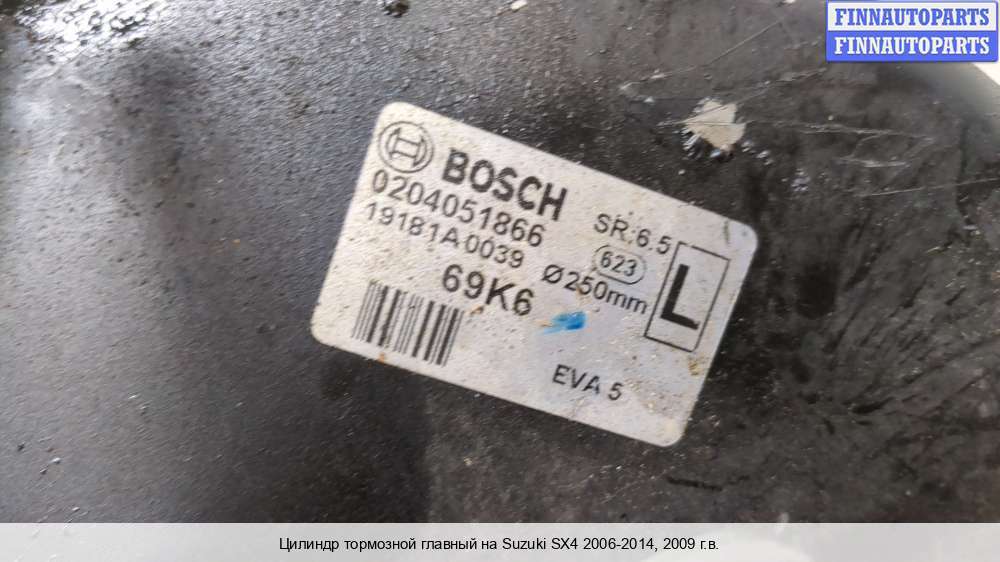 FINNAUTOPARTS
FINNAUTOPARTS
BOSCH
0204051866
19181A0039
69K6
SR:6.5
623
Ø250mm
L
EVA 5
Цилиндр тормозной главный на Suzuki SX4 2006-2014, 2009 г.в.